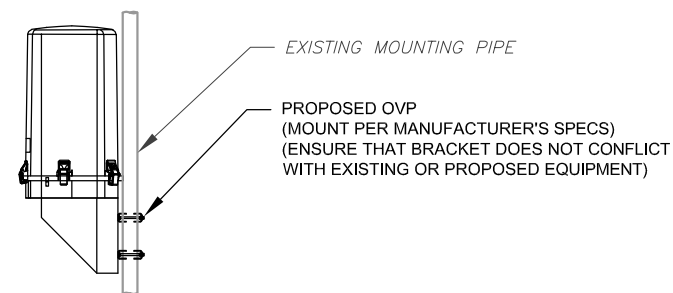 EXISTING MOUNTING PIPE
PROPOSED OVP
(MOUNT PER MANUFACTURER'S SPECS)
(ENSURE THAT BRACKET DOES NOT CONFLICT
WITH EXISTING OR PROPOSED EQUIPMENT)